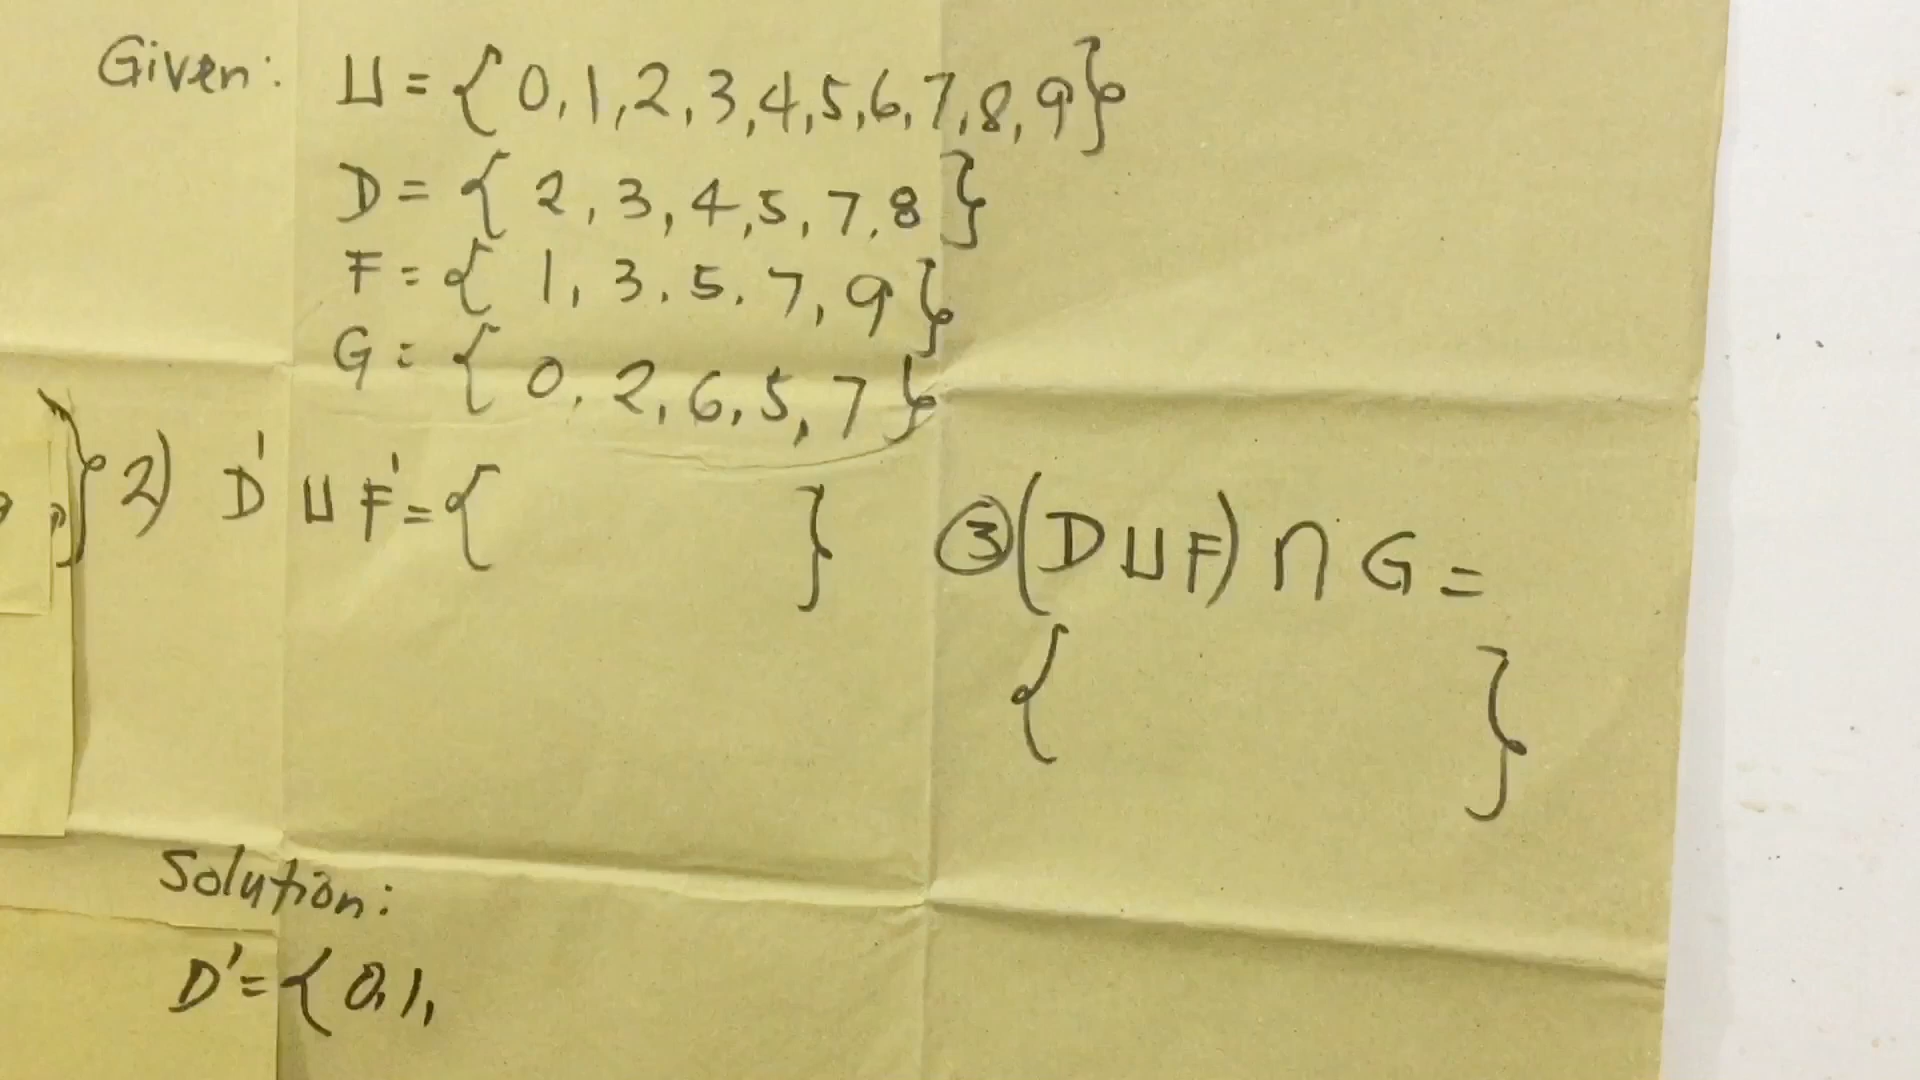 Given: U = { 0, 1, 2, 3, 4, 5, 6, 7, 8, 9 }
D = { 2, 3, 4, 5, 7, 8 }
F = { 1, 3, 5, 7, 9 }
G = { 0, 2, 6, 5, 7 }
} 2) D' U F' = { }
③ (D U F) ∩ G =
{ }
Solution:
D' = { 0, 1,